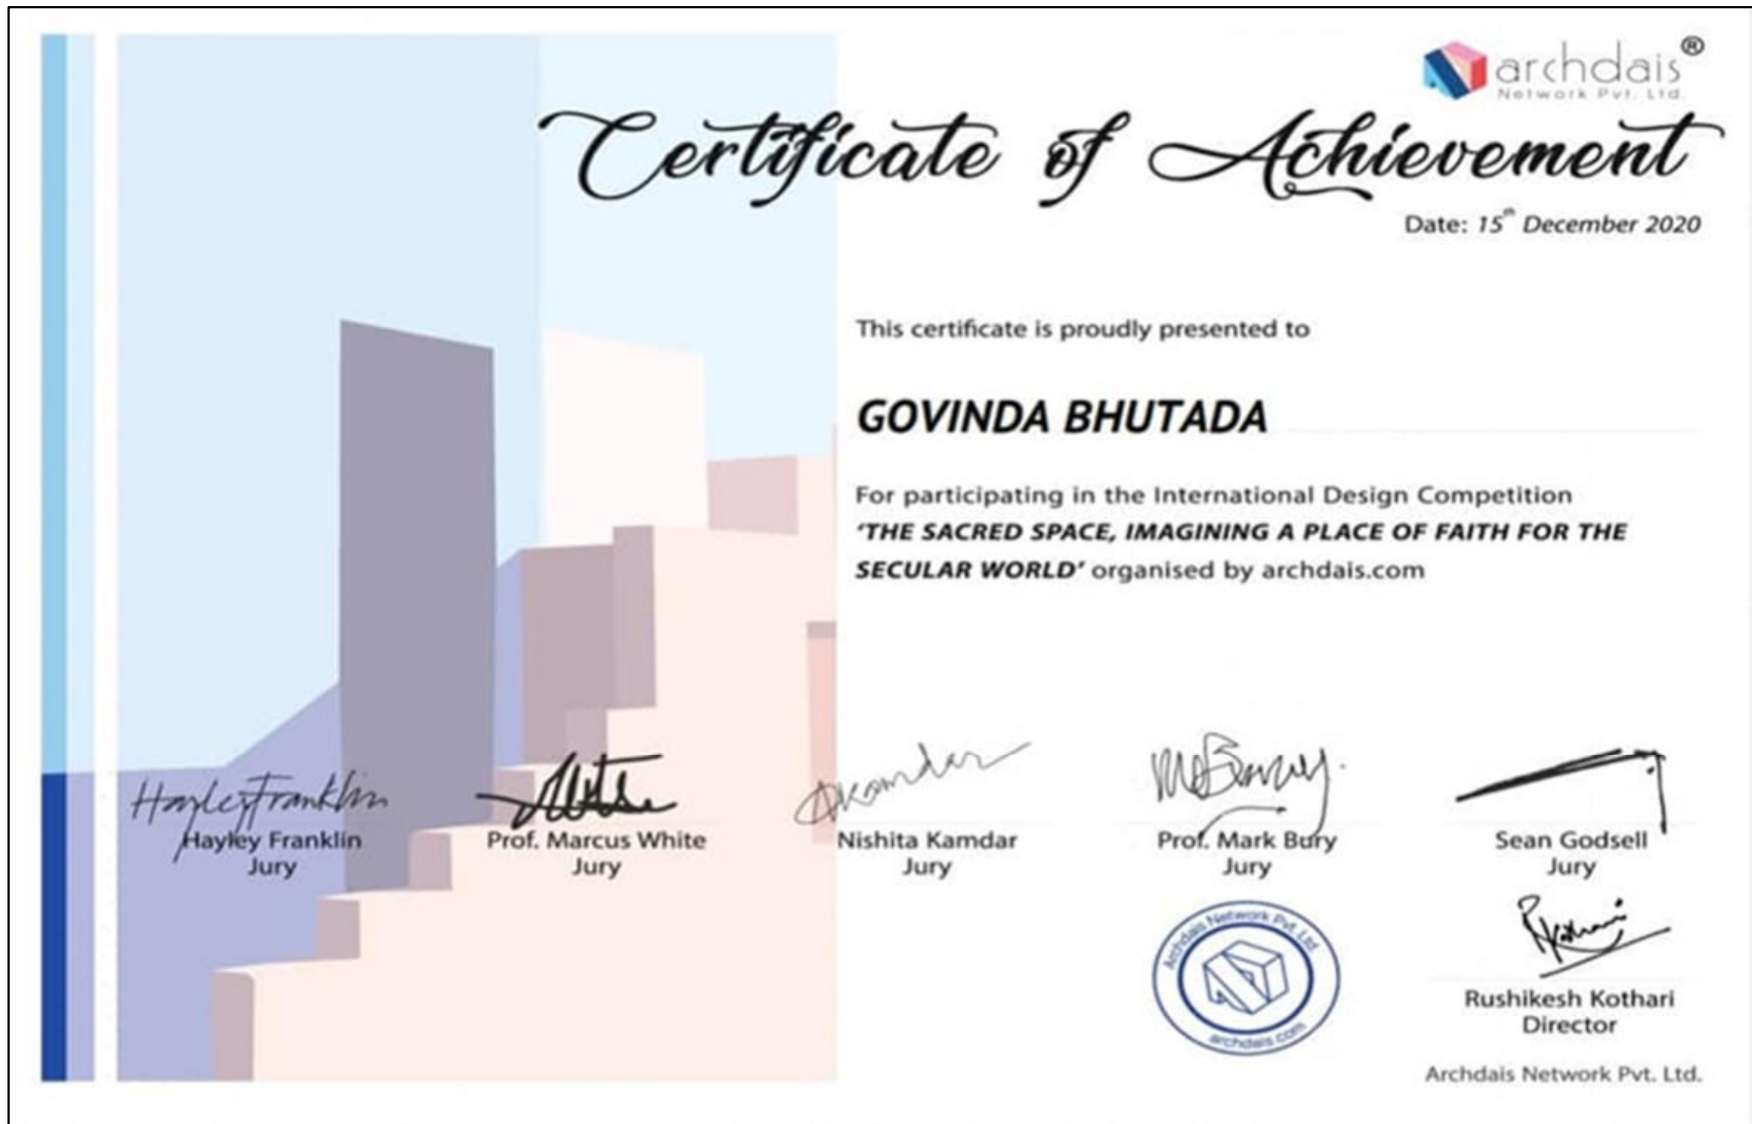 archdais®
Network Pvt. Ltd.
Certificate of Achievement
Date: 15th December 2020
This certificate is proudly presented to
GOVINDA BHUTADA
For participating in the International Design Competition
'THE SACRED SPACE, IMAGINING A PLACE OF FAITH FOR THE
SECULAR WORLD' organised by archdais.com
Hayley Franklin
Hayley Franklin
Jury
Prof. Marcus White
Jury
Kamdar
Nishita Kamdar
Jury
Prof. Mark Bury
Jury
Sean Godsell
Jury
Archdais Network Pvt. Ltd
archdais.com
RKothari
Rushikesh Kothari
Director
Archdais Network Pvt. Ltd.